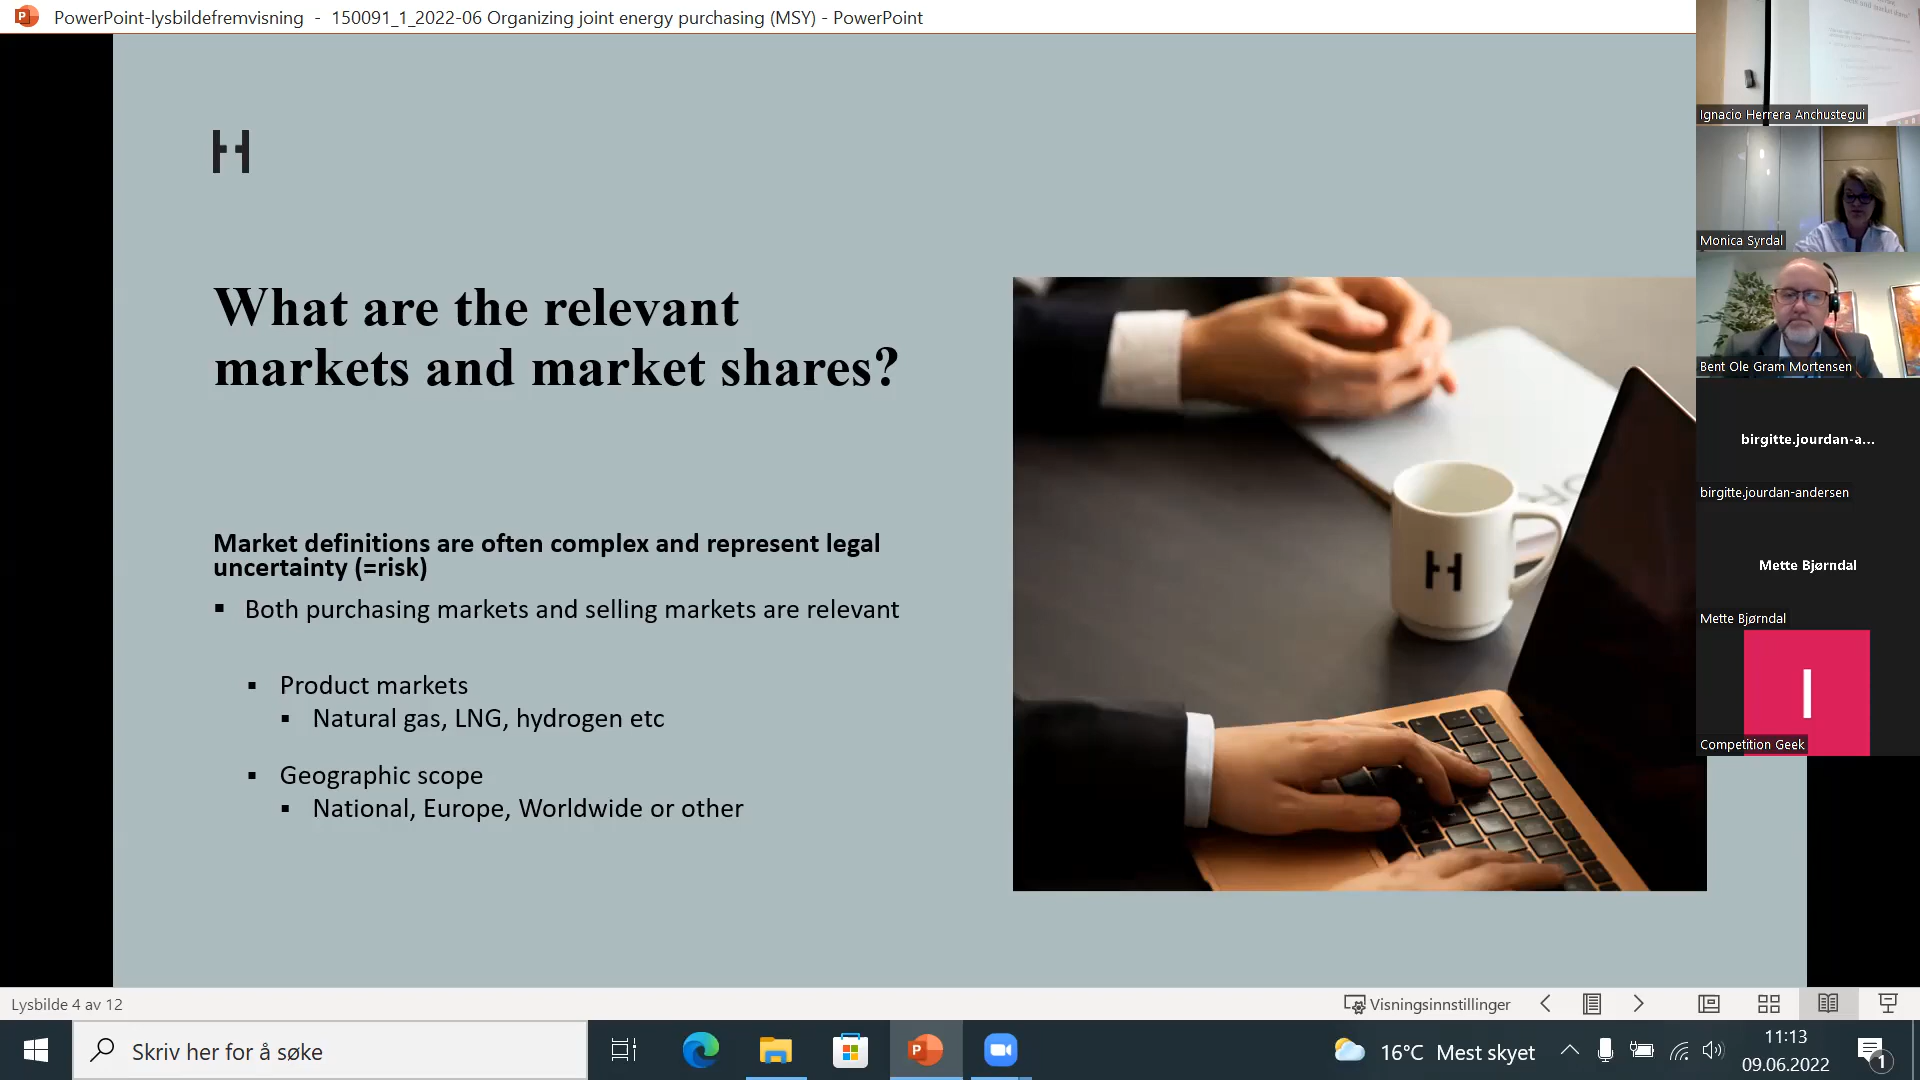 PowerPoint-lysbildefremvisning - 150091_1_2022-06 Organizing joint energy purchasing (MSY) - PowerPoint
What are the relevant
markets and market shares?
Market definitions are often complex and represent legal
uncertainty (=risk)
▪ Both purchasing markets and selling markets are relevant
▪ Product markets
▪ Natural gas, LNG, hydrogen etc
▪ Geographic scope
▪ National, Europe, Worldwide or other
H
H
Ignacio Herrera Anchustegui
Monica Syrdal
Bent Ole Gram Mortensen
birgitte.jourdan-a...
birgitte.jourdan-andersen
Mette Bjørndal
Mette Bjørndal
I
Competition Geek
Lysbilde 4 av 12
Visningsinnstillinger
Skriv her for å søke
16°C Mest skyet
11:13
09.06.2022
1